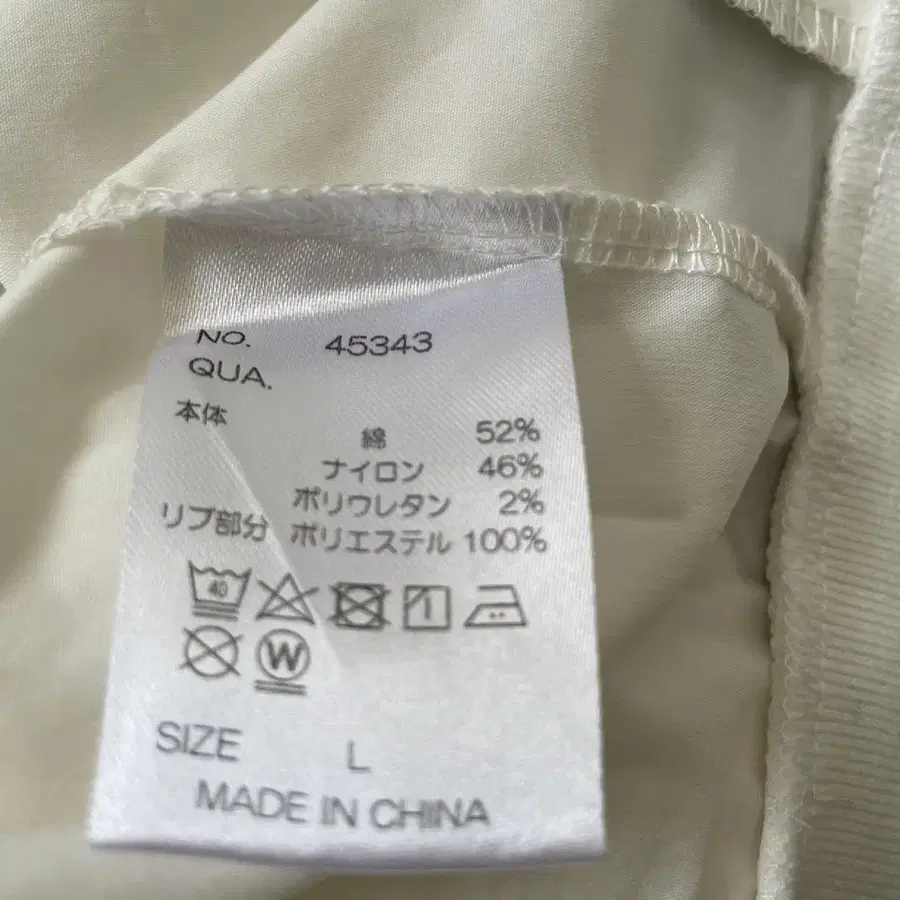 NO. 45343
QUA.
本体
綿 52%
ナイロン 46%
ポリウレタン 2%
リブ部分 ポリエステル 100%
40
W
SIZE L
MADE IN CHINA